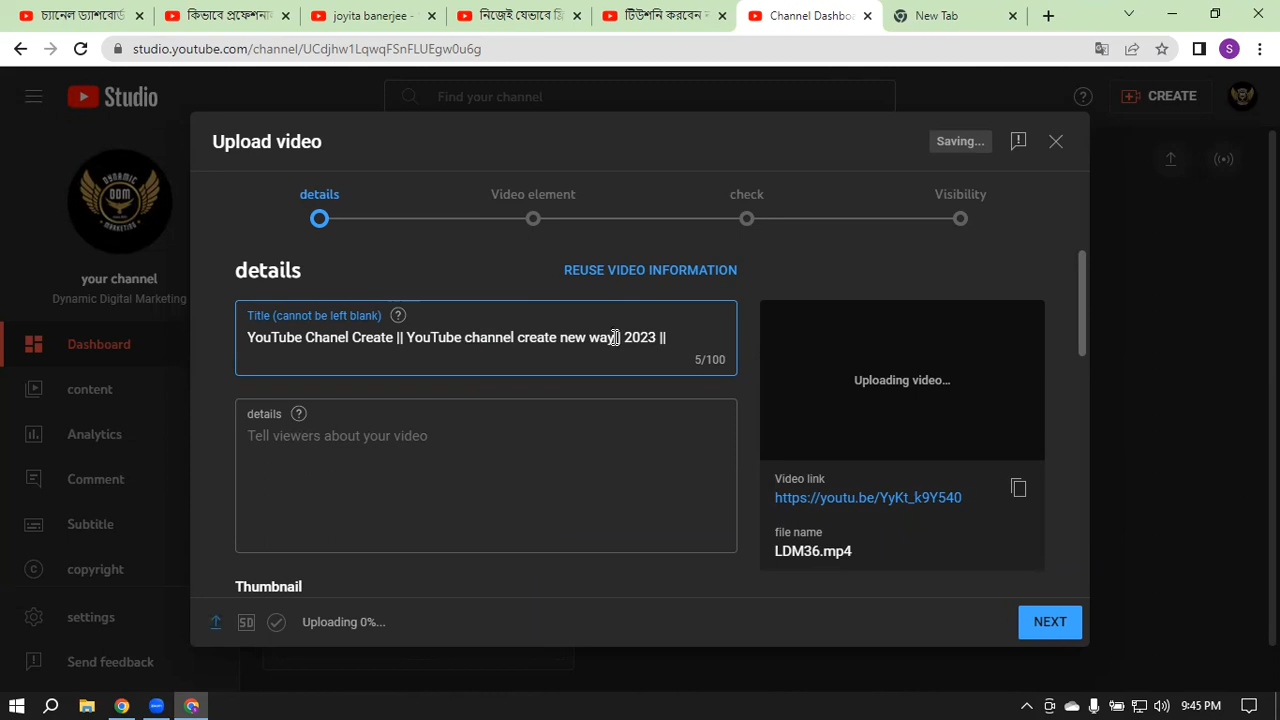 চ্যানেল ড্যাশবোর্ড
কিভাবে প্রফেশনাল
joyita banerjee -
নিজেই যেভাবে
টিউশনি করবেন
Channel Dashboa
New Tab
studio.youtube.com/channel/UCdjhw1LqwqFSnFLUEgw0u6g
S
Studio
Find your channel
CREATE
Upload video
Saving...
details
Video element
check
Visibility
DYNAMIC
DDM
MARKETING
your channel
Dynamic Digital Marketing
Dashboard
content
Analytics
Comment
Subtitle
copyright
settings
Send feedback
details
REUSE VIDEO INFORMATION
Title (cannot be left blank)
YouTube Chanel Create || YouTube channel create new way|| 2023 ||
5/100
details
Tell viewers about your video
Thumbnail
Uploading video...
Video link
https://youtu.be/YyKt_k9Y540
file name
LDM36.mp4
SD
Uploading 0%...
NEXT
9:45 PM